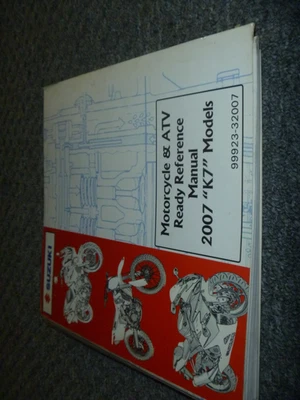 Motorcycle & ATV
Ready Reference
Manual
2007 "K7" Models
99923-32007
SUZUKI